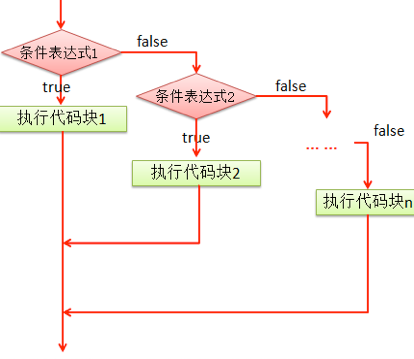 false
条件表达式1
true
false
条件表达式2
执行代码块1
false
true
... ...
执行代码块2
执行代码块n